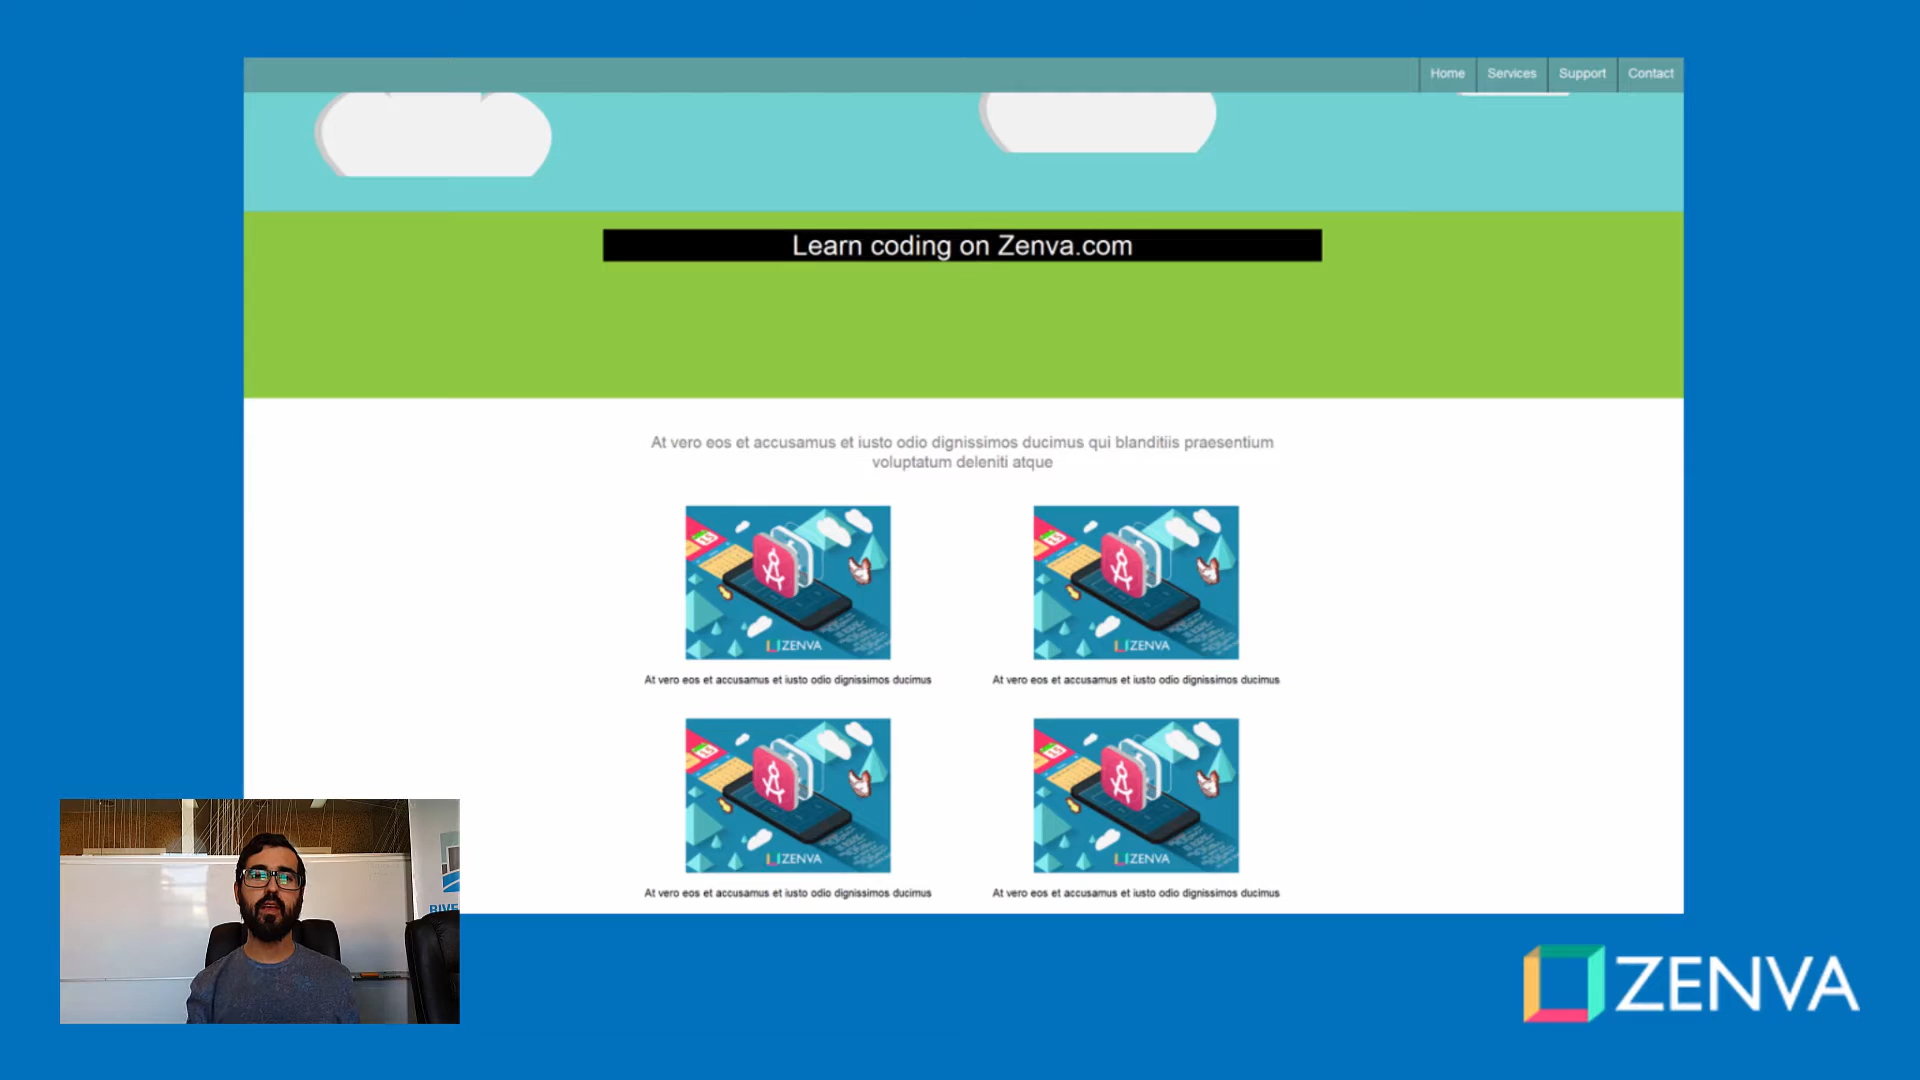 Home Services Support Contact
Learn coding on Zenva.com
At vero eos et accusamus et iusto odio dignissimos ducimus qui blanditiis praesentium
voluptatum deleniti atque
ZENVA ZENVA
At vero eos et accusamus et iusto odio dignissimos ducimus At vero eos et accusamus et iusto odio dignissimos ducimus
ZENVA ZENVA
At vero eos et accusamus et iusto odio dignissimos ducimus At vero eos et accusamus et iusto odio dignissimos ducimus
ZENVA